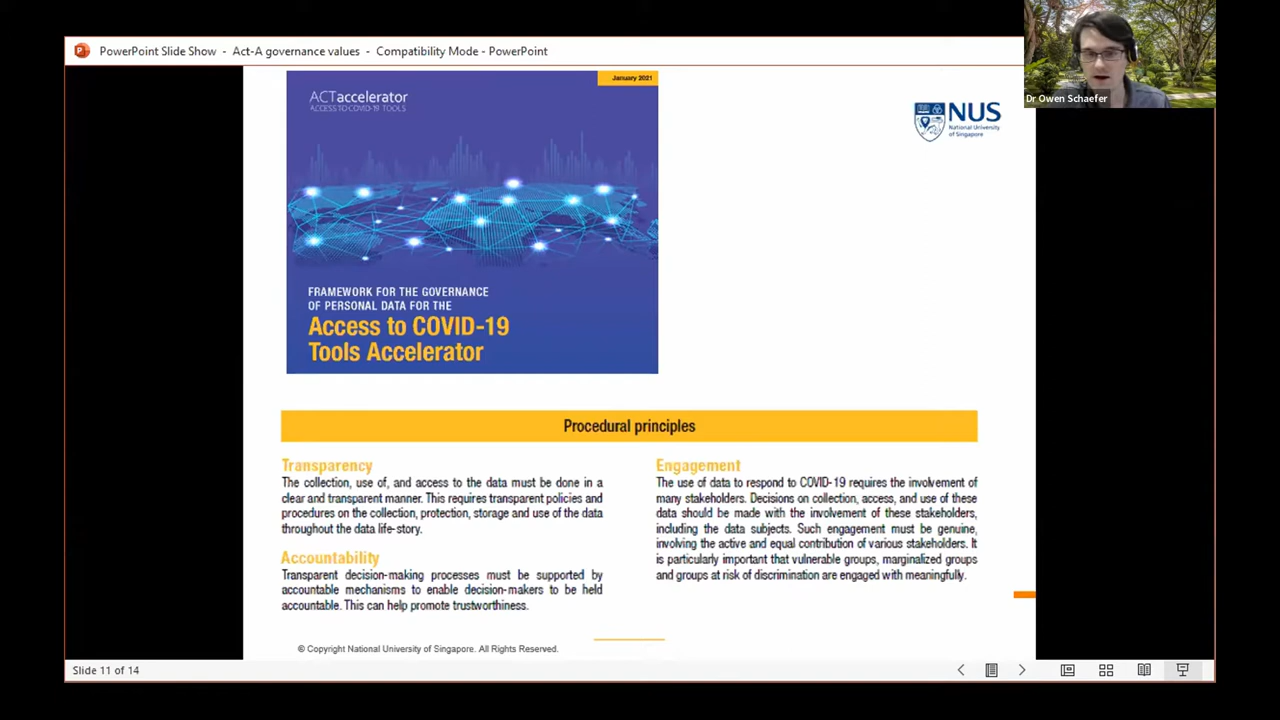 PowerPoint Slide Show - Act-A governance values - Compatibility Mode - PowerPoint
Dr Owen Schaefer
January 2021
ACTaccelerator
ACCESS TO COVID-19 TOOLS
NUS
National University
of Singapore
FRAMEWORK FOR THE GOVERNANCE
OF PERSONAL DATA FOR THE
Access to COVID-19
Tools Accelerator
Procedural principles
Transparency
The collection, use of, and access to the data must be done in a
clear and transparent manner. This requires transparent policies and
procedures on the collection, protection, storage and use of the data
throughout the data life-story.
Accountability
Transparent decision-making processes must be supported by
accountable mechanisms to enable decision-makers to be held
accountable. This can help promote trustworthiness.
Engagement
The use of data to respond to COVID-19 requires the involvement of
many stakeholders. Decisions on collection, access, and use of these
data should be made with the involvement of these stakeholders,
including the data subjects. Such engagement must be genuine,
involving the active and equal contribution of various stakeholders. It
is particularly important that vulnerable groups, marginalized groups
and groups at risk of discrimination are engaged with meaningfully.
© Copyright National University of Singapore. All Rights Reserved.
Slide 11 of 14